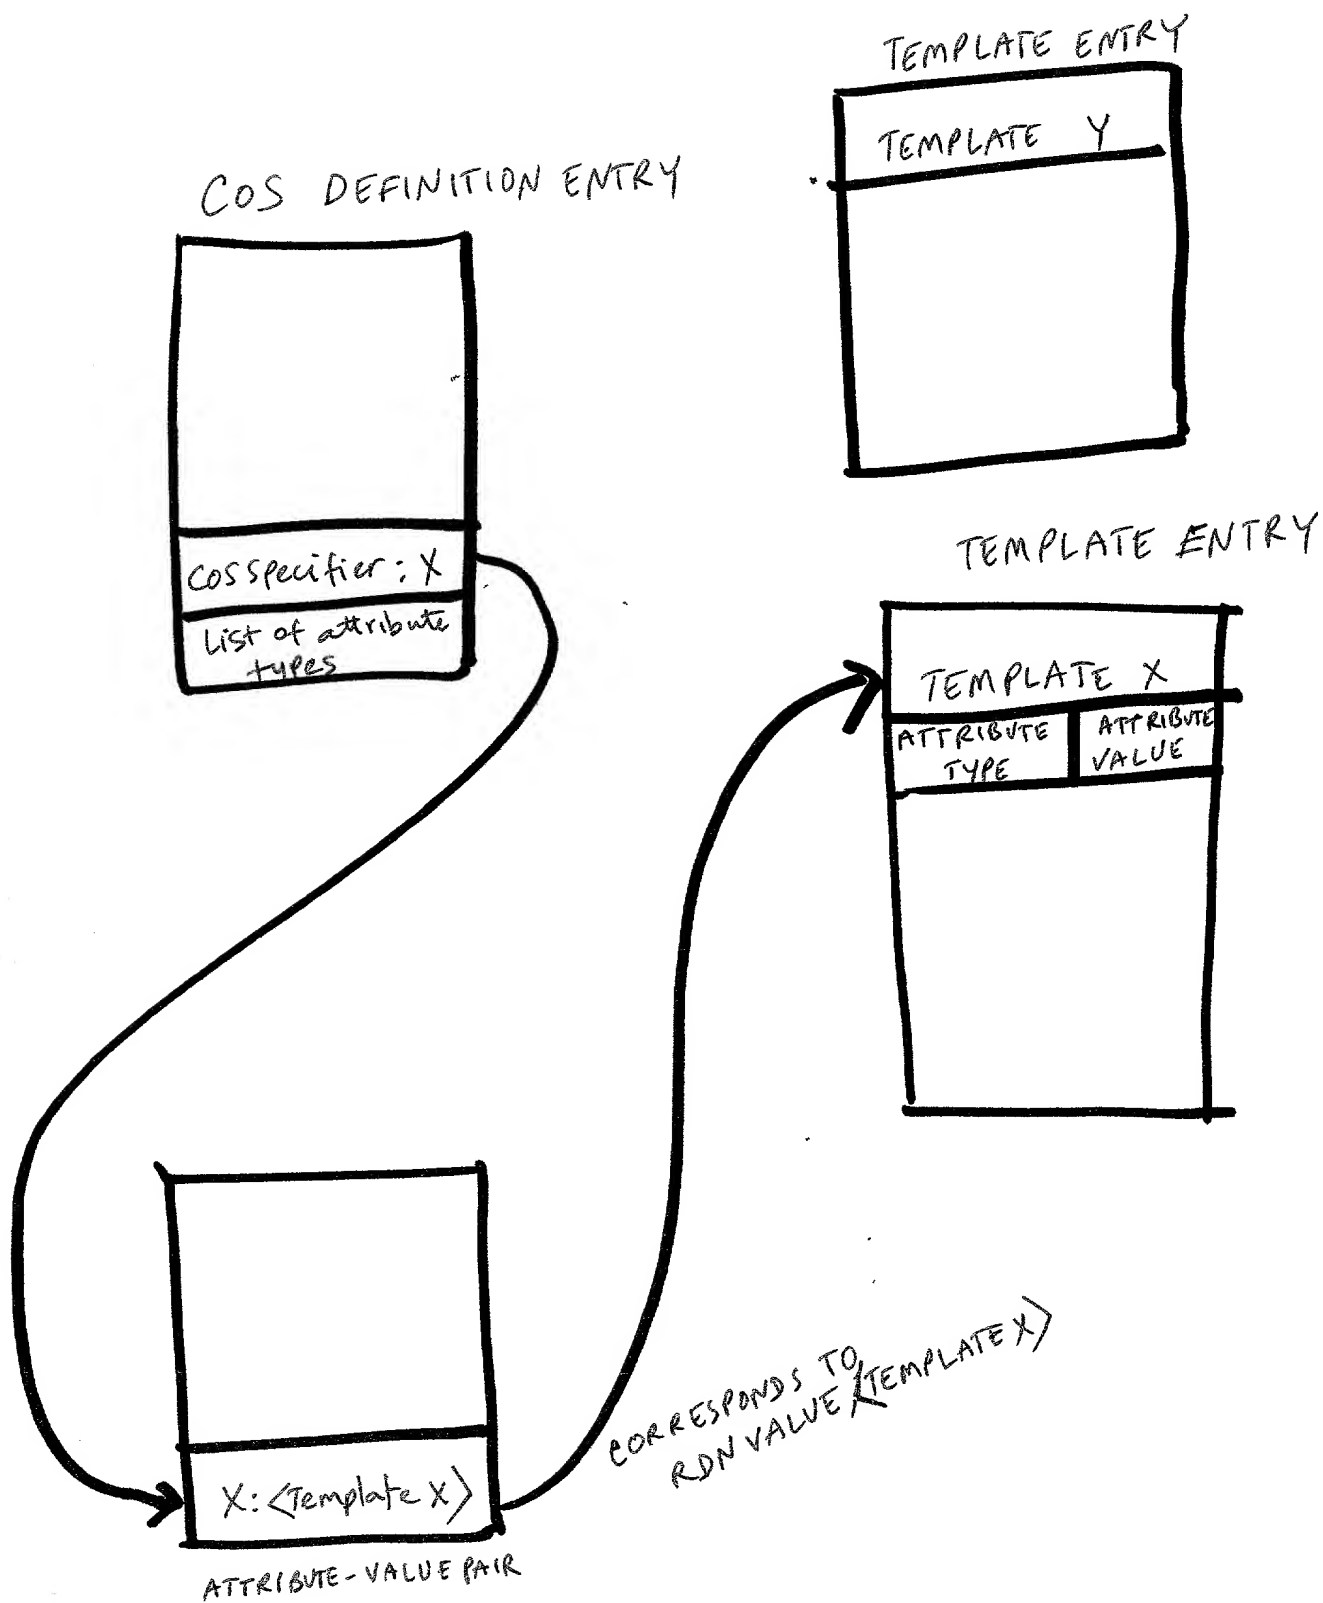 TEMPLATE ENTRY
TEMPLATE Y
COS DEFINITION ENTRY
cosspecifier: X
List of attribute
types
TEMPLATE ENTRY
TEMPLATE X
ATTRIBUTE
TYPE
ATTRIBUTE
VALUE
X: <Template X>
ATTRIBUTE-VALUE PAIR
CORRESPONDS TO
RDN VALUE <TEMPLATE X>